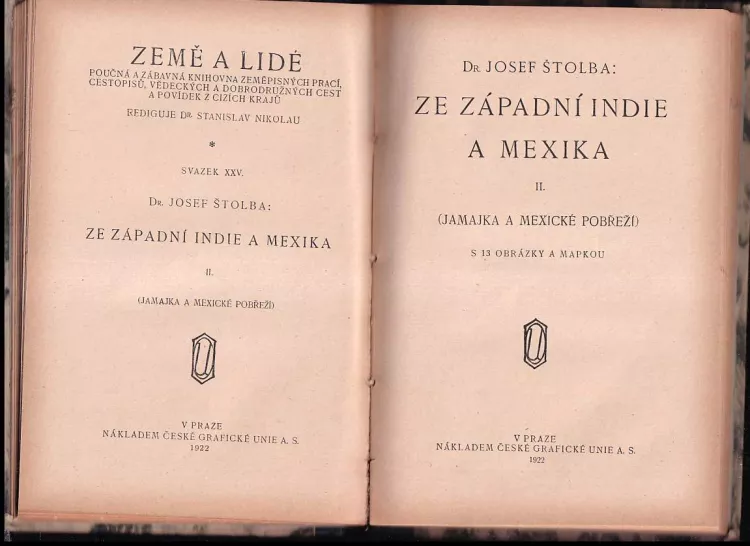 ZEMĚ A LIDÉ
POUČNÁ A ZÁBAVNÁ KNIHOVNA ZEMĚPISNÝCH PRACÍ,
CESTOPISŮ, VĚDECKÝCH A DOBRODRUŽNÝCH CEST
A POVÍDEK Z CIZÍCH KRAJŮ
REDIGUJE DR. STANISLAV NIKOLAU
*
SVAZEK XXV.
DR. JOSEF ŠTOLBA:
ZE ZÁPADNÍ INDIE A MEXIKA
II.
(JAMAJKA A MEXICKÉ POBŘEŽÍ)
V PRAZE
NÁKLADEM ČESKÉ GRAFICKÉ UNIE A. S.
1922
DR JOSEF ŠTOLBA:
ZE ZÁPADNÍ INDIE
A MEXIKA
II.
(JAMAJKA A MEXICKÉ POBŘEŽÍ)
S 13 OBRÁZKY A MAPKOU
V PRAZE
NÁKLADEM ČESKÉ GRAFICKÉ UNIE A. S.
1922